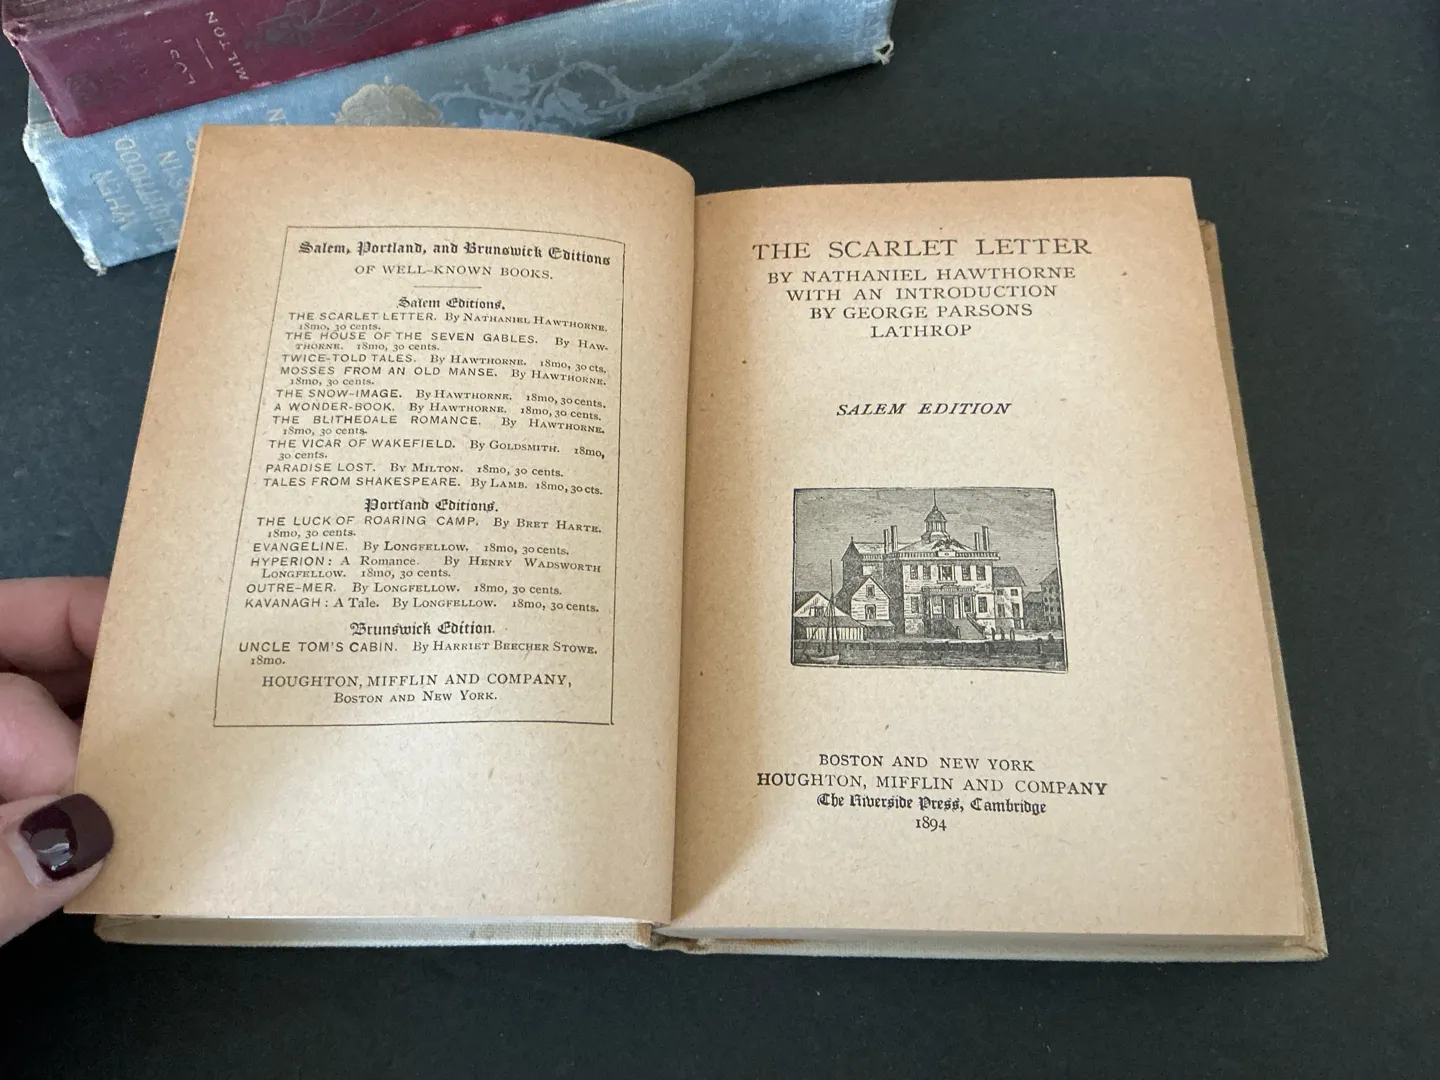 MILTON
WHEN
KNIGHTHOOD
Salem, Portland, and Brunswick Editions
OF WELL-KNOWN BOOKS.
Salem Editions.
THE SCARLET LETTER. By NATHANIEL HAWTHORNE.
18mo, 30 cents.
THE HOUSE OF THE SEVEN GABLES. By HAW-
THORNE. 18mo, 30 cents.
TWICE-TOLD TALES. By HAWTHORNE. 18mo, 30 cts.
MOSSES FROM AN OLD MANSE. By HAWTHORNE.
18mo, 30 cents.
THE SNOW-IMAGE. By HAWTHORNE. 18mo, 30 cents.
A WONDER-BOOK. By HAWTHORNE. 18mo, 30 cents.
THE BLITHEDALE ROMANCE. By HAWTHORNE.
18mo, 30 cents.
THE VICAR OF WAKEFIELD. By GOLDSMITH. 18mo,
30 cents.
PARADISE LOST. By MILTON. 18mo, 30 cents.
TALES FROM SHAKESPEARE. By LAMB. 18mo, 30 cts.
Portland Editions.
THE LUCK OF ROARING CAMP. By BRET HARTE.
18mo, 30 cents.
EVANGELINE. By LONGFELLOW. 18mo, 30 cents.
HYPERION: A Romance. By HENRY WADSWORTH
LONGFELLOW. 18mo, 30 cents.
OUTRE-MER. By LONGFELLOW. 18mo, 30 cents.
KAVANAGH: A Tale. By LONGFELLOW. 18mo, 30 cents.
Brunswick Edition.
UNCLE TOM'S CABIN. By HARRIET BEECHER STOWE.
18mo.
HOUGHTON, MIFFLIN AND COMPANY,
BOSTON AND NEW YORK.
THE SCARLET LETTER
BY NATHANIEL HAWTHORNE
WITH AN INTRODUCTION
BY GEORGE PARSONS
LATHROP
SALEM EDITION
BOSTON AND NEW YORK
HOUGHTON, MIFFLIN AND COMPANY
The Riverside Press, Cambridge
1894